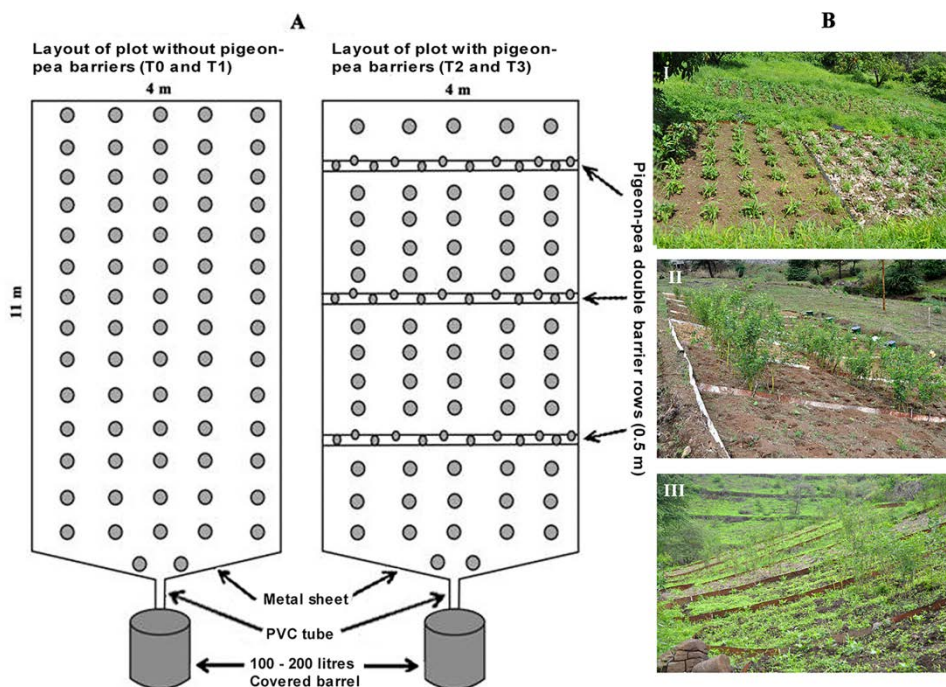 A
B
Layout of plot without pigeon-
pea barriers (T0 and T1)
4 m
11 m
Layout of plot with pigeon-
pea barriers (T2 and T3)
4 m
Pigeon-pea double barrier rows (0.5 m)
Metal sheet
PVC tube
100 - 200 litres
Covered barrel
I
II
III